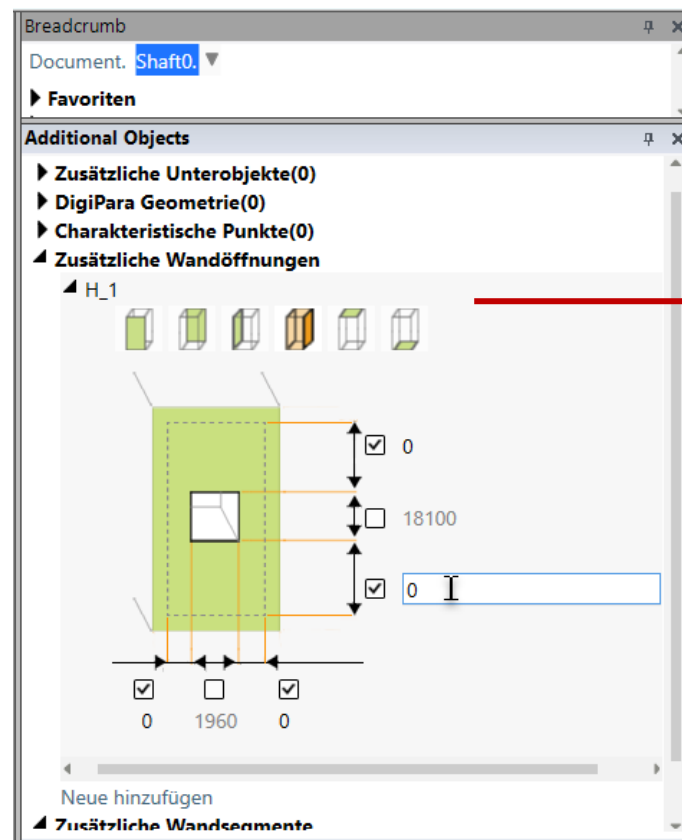 Breadcrumb
Document. Shaft0.
Favoriten
Additional Objects
Zusätzliche Unterobjekte(0)
DigiPara Geometrie(0)
Charakteristische Punkte(0)
Zusätzliche Wandöffnungen
H_1
0
18100
0
0 1960 0
Neue hinzufügen
Zusätzliche Wandsegmente